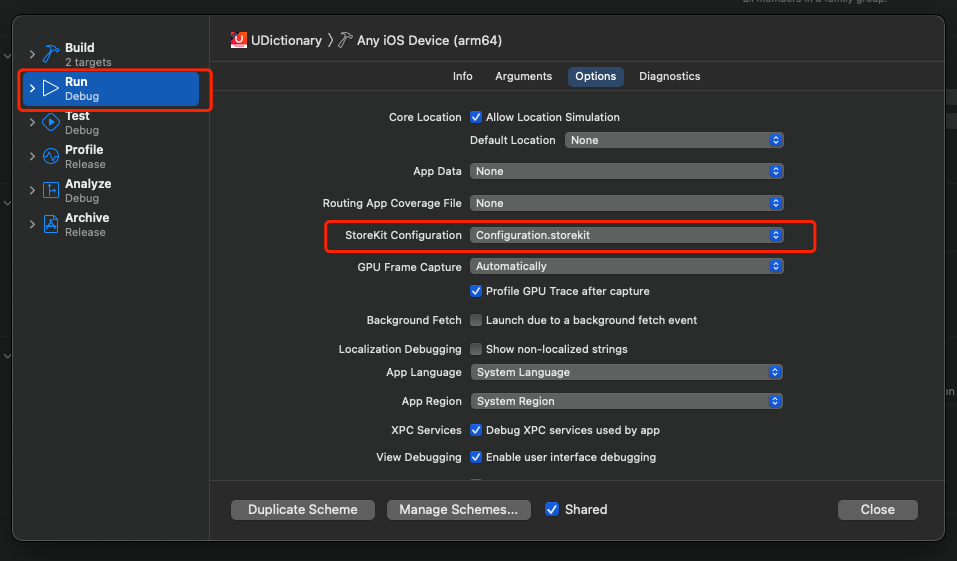 all members in a family group.
UDictionary 〉 Any iOS Device (arm64)
Build
2 targets
Run
Debug
Test
Debug
Profile
Release
Analyze
Debug
Archive
Release
Info Arguments Options Diagnostics
Core Location Allow Location Simulation
Default Location None
App Data None
Routing App Coverage File None
StoreKit Configuration Configuration.storekit
GPU Frame Capture Automatically
Profile GPU Trace after capture
Background Fetch Launch due to a background fetch event
Localization Debugging Show non-localized strings
App Language System Language
App Region System Region
XPC Services Debug XPC services used by app
View Debugging Enable user interface debugging
Duplicate Scheme Manage Schemes... Shared Close